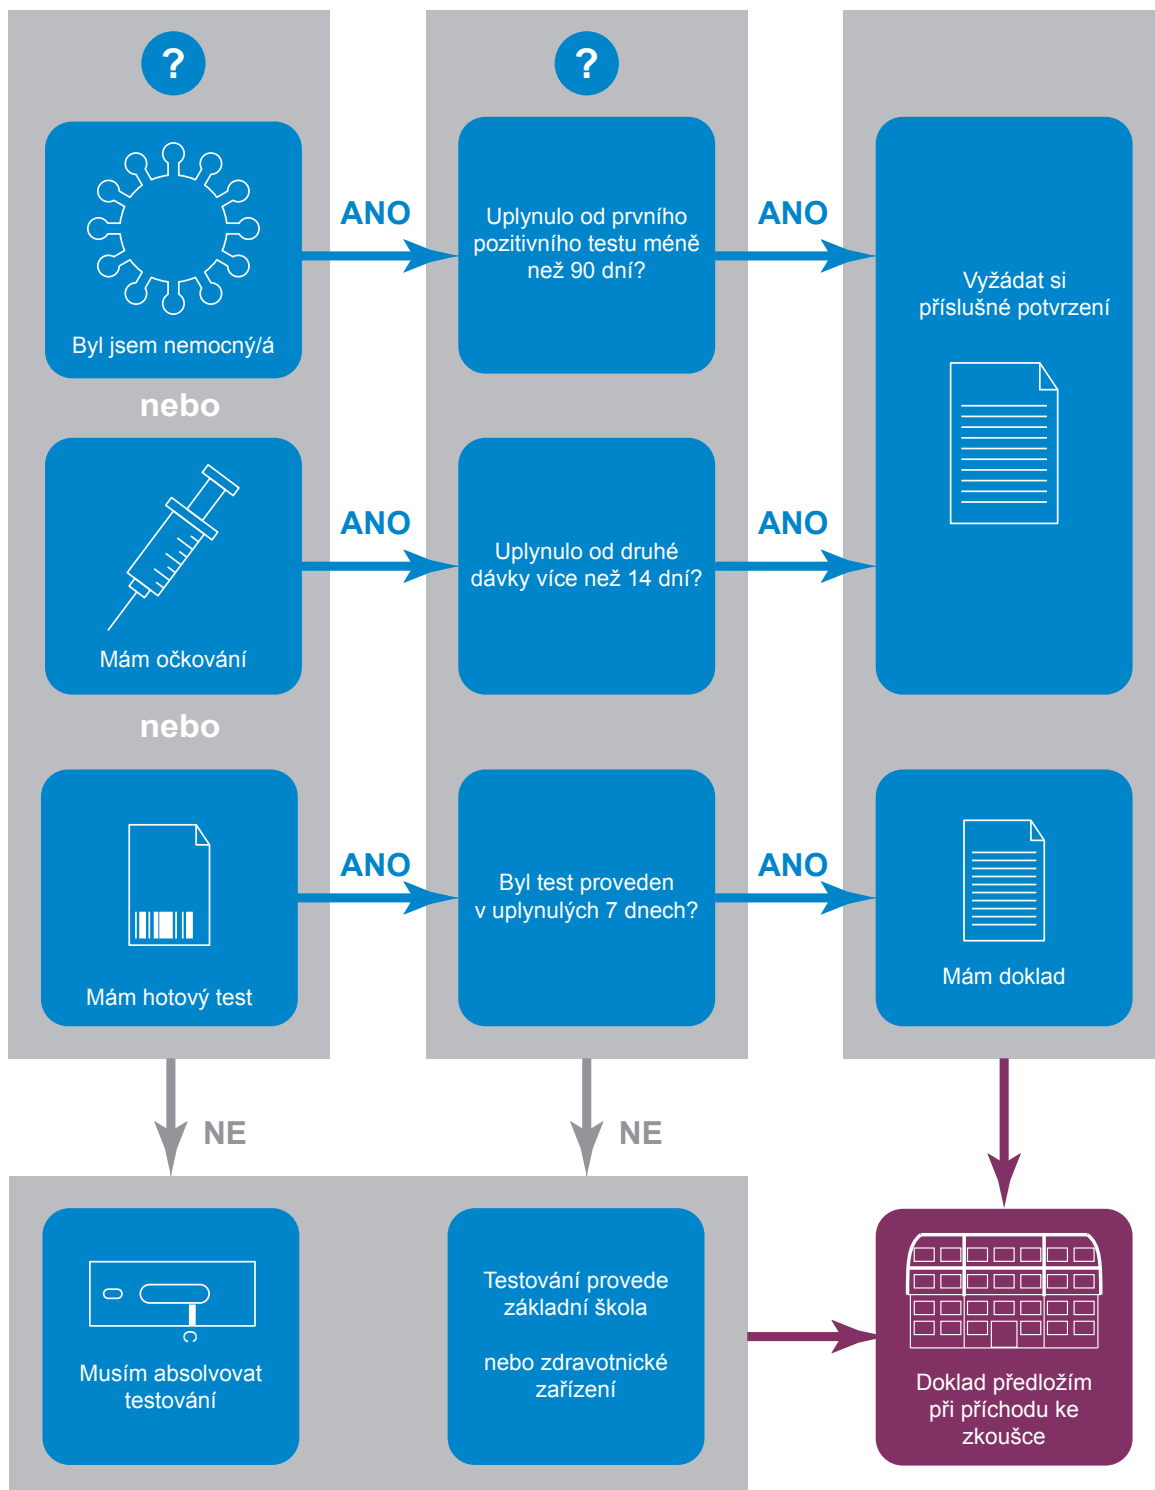 ?
?
ANO
Uplynulo od prvního
pozitivního testu méně
než 90 dní?
ANO
Vyžádat si
příslušné potvrzení
Byl jsem nemocný/á
nebo
ANO
Uplynulo od druhé
dávky více než 14 dní?
ANO
Mám očkování
nebo
ANO
Byl test proveden
v uplynulých 7 dnech?
ANO
Mám hotový test
Mám doklad
NE
NE
C
Musím absolvovat
testování
Testování provede
základní škola
nebo zdravotnické
zařízení
Doklad předložím
při příchodu ke
zkoušce